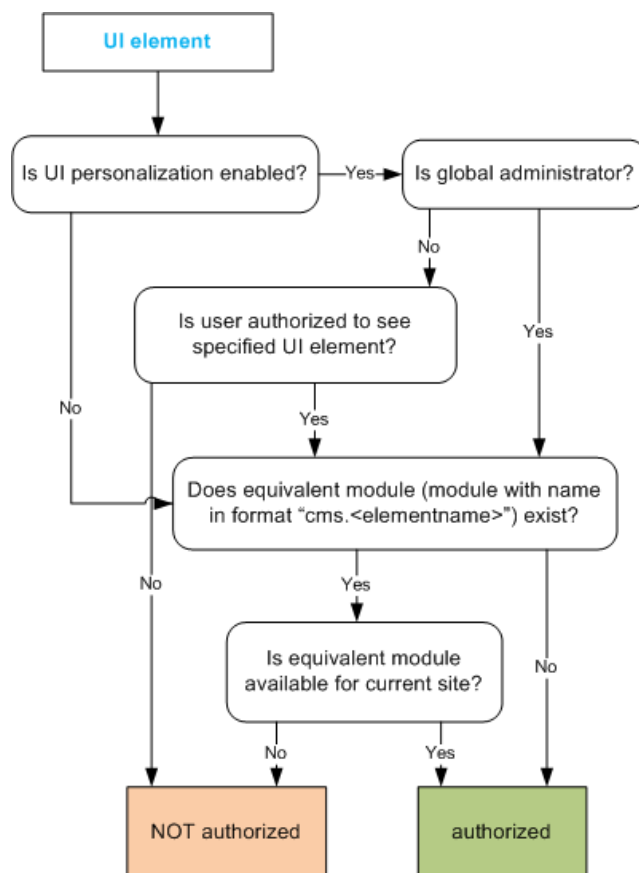 UI element
Is UI personalization enabled?
Yes
Is global administrator?
No
Is user authorized to see
specified UI element?
Yes
No
Yes
Does equivalent module (module with name
in format “cms.<elementname>”) exist?
No
Yes
Is equivalent module
available for current site?
No
No
Yes
NOT authorized
authorized